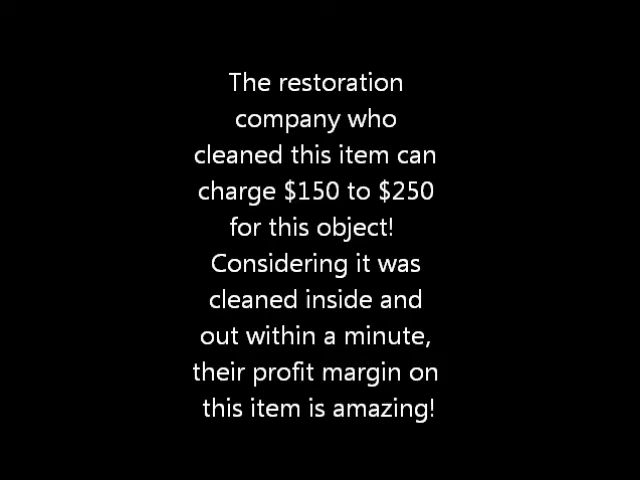 The restoration
company who
cleaned this item can
charge $150 to $250
for this object!
Considering it was
cleaned inside and
out within a minute,
their profit margin on
this item is amazing!